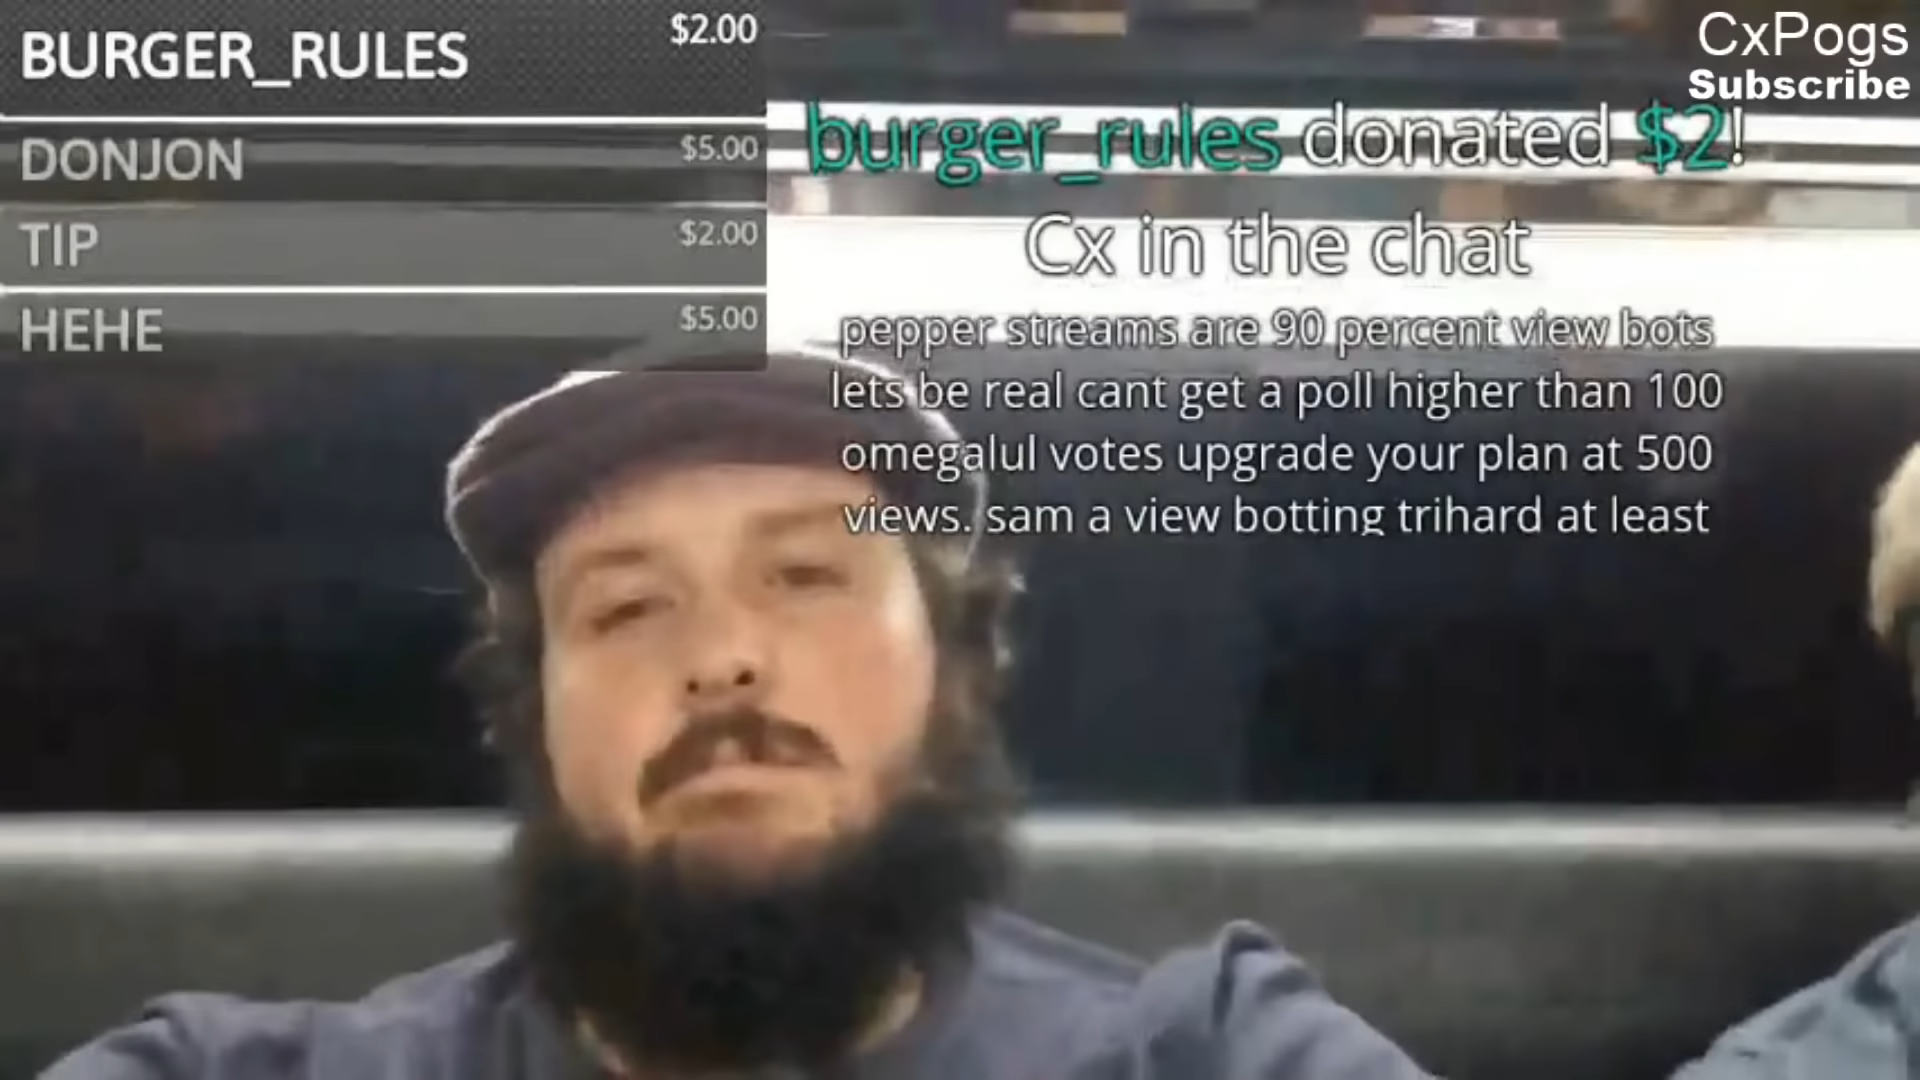 BURGER_RULES $2.00
DONJON $5.00
TIP $2.00
HEHE $5.00
CxPogs
Subscribe
burger_rules donated $2!
Cx in the chat
pepper streams are 90 percent view bots
lets be real cant get a poll higher than 100
omegalul votes upgrade your plan at 500
views. sam a view botting trihard at least